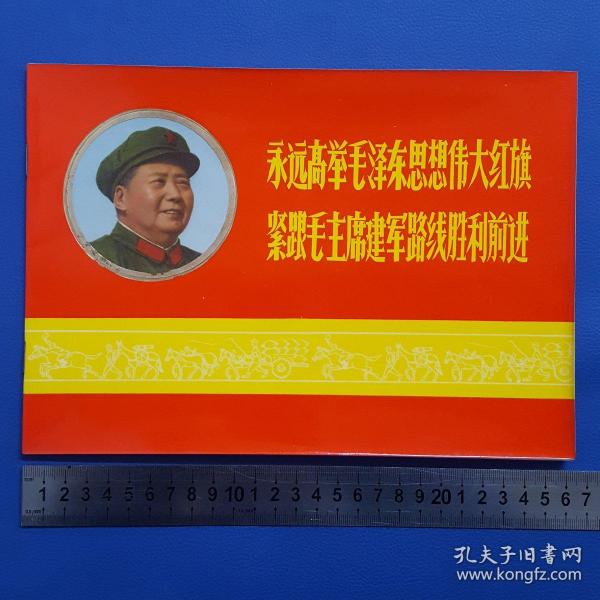 永远高举毛泽东思想伟大红旗
紧跟毛主席建军路线胜利前进
1 2 3 4 5 6 7 8 9 10 1 2 3 4 5 6 7 8 9 20 1 2 3 4 5 6 7
孔夫子旧书网
www.kongfz.com